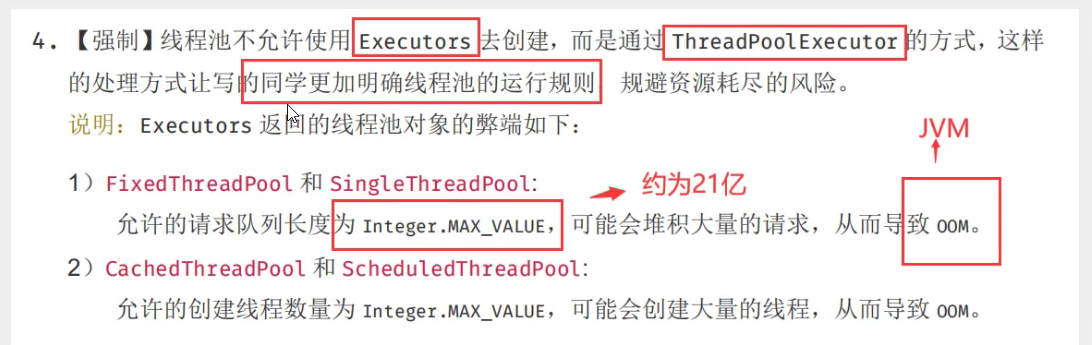 4. 【强制】线程池不允许使用 Executors 去创建，而是通过 ThreadPoolExecutor 的方式，这样
的处理方式让写的同学更加明确线程池的运行规则，规避资源耗尽的风险。
说明：Executors 返回的线程池对象的弊端如下：
JVM
1）FixedThreadPool 和 SingleThreadPool:
约为21亿
允许的请求队列长度为 Integer.MAX_VALUE，可能会堆积大量的请求，从而导致 OOM。
2）CachedThreadPool 和 ScheduledThreadPool:
允许的创建线程数量为 Integer.MAX_VALUE，可能会创建大量的线程，从而导致 OOM。